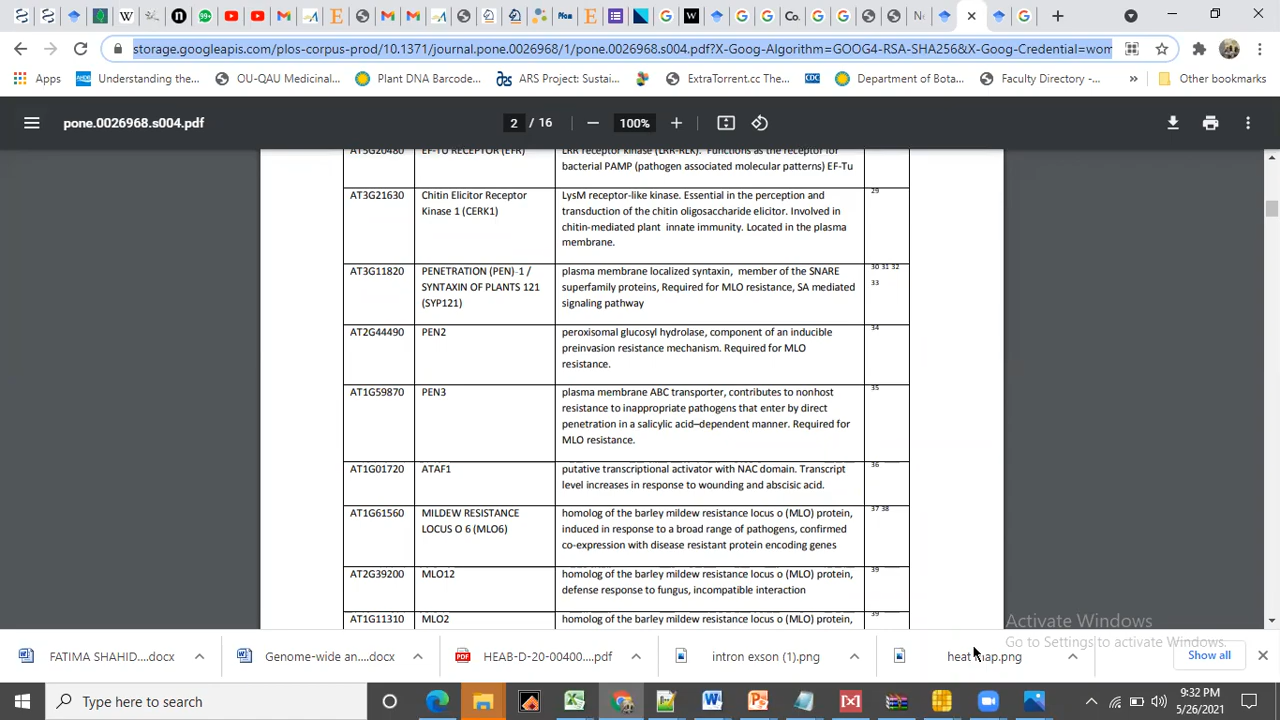 Co.
storage.googleapis.com/plos-corpus-prod/10.1371/journal.pone.0026968/1/pone.0026968.s004.pdf?X-Goog-Algorithm=GOOG4-RSA-SHA256&X-Goog-Credential=wom
Apps Understanding the... OU-QAU Medicinal... Plant DNA Barcode... ARS Project: Sustai... ExtraTorrent.cc The... Department of Bota... Faculty Directory -... » Other bookmarks
pone.0026968.s004.pdf 2 / 16 100%
AT5G20480 EF-TU RECEPTOR (EFR) LRR receptor kinase (LRR-RLK). Functions as the receptor for
bacterial PAMP (pathogen associated molecular patterns) EF-Tu
AT3G21630 Chitin Elicitor Receptor LysM receptor-like kinase. Essential in the perception and 29
Kinase 1 (CERK1) transduction of the chitin oligosaccharide elicitor. Involved in
chitin-mediated plant innate immunity. Located in the plasma
membrane.
AT3G11820 PENETRATION (PEN)-1 / plasma membrane localized syntaxin, member of the SNARE 30 31 32
SYNTAXIN OF PLANTS 121 superfamily proteins, Required for MLO resistance, SA mediated 33
(SYP121) signaling pathway
AT2G44490 PEN2 peroxisomal glucosyl hydrolase, component of an inducible 34
preinvasion resistance mechanism. Required for MLO
resistance.
AT1G59870 PEN3 plasma membrane ABC transporter, contributes to nonhost 35
resistance to inappropriate pathogens that enter by direct
penetration in a salicylic acid–dependent manner. Required for
MLO resistance.
AT1G01720 ATAF1 putative transcriptional activator with NAC domain. Transcript 36
level increases in response to wounding and abscisic acid.
AT1G61560 MILDEW RESISTANCE homolog of the barley mildew resistance locus o (MLO) protein, 37 38
LOCUS O 6 (MLO6) induced in response to a broad range of pathogens, confirmed
co-expression with disease resistant protein encoding genes
AT2G39200 MLO12 homolog of the barley mildew resistance locus o (MLO) protein, 39
defense response to fungus, incompatible interaction
AT1G11310 MLO2 homolog of the barley mildew resistance locus o (MLO) protein, 39
Activate Windows
Go to Settings to activate Windows.
FATIMA SHAHID....docx Genome-wide an....docx HEAB-D-20-00400....pdf intron exson (1).png heat map.png Show all
Type here to search 9:32 PM
5/26/2021